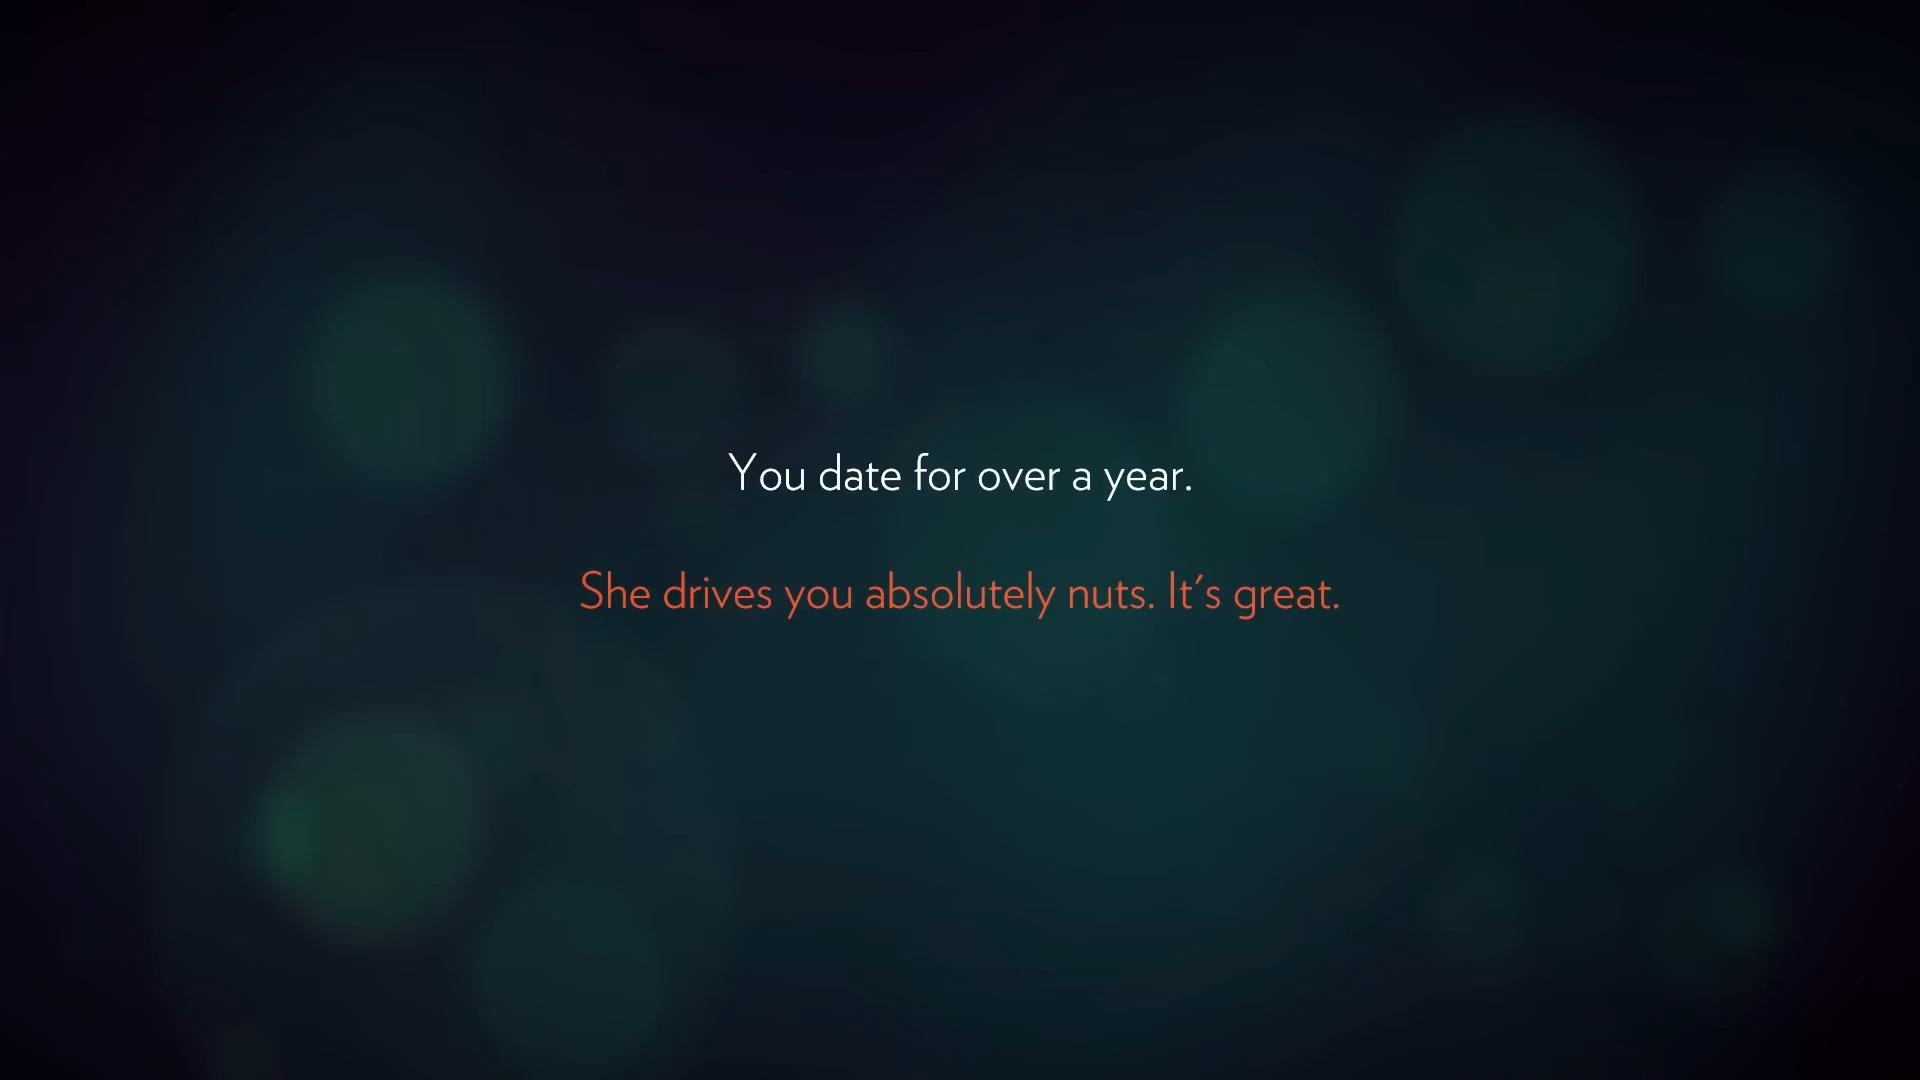 You date for over a year.
She drives you absolutely nuts. It's great.